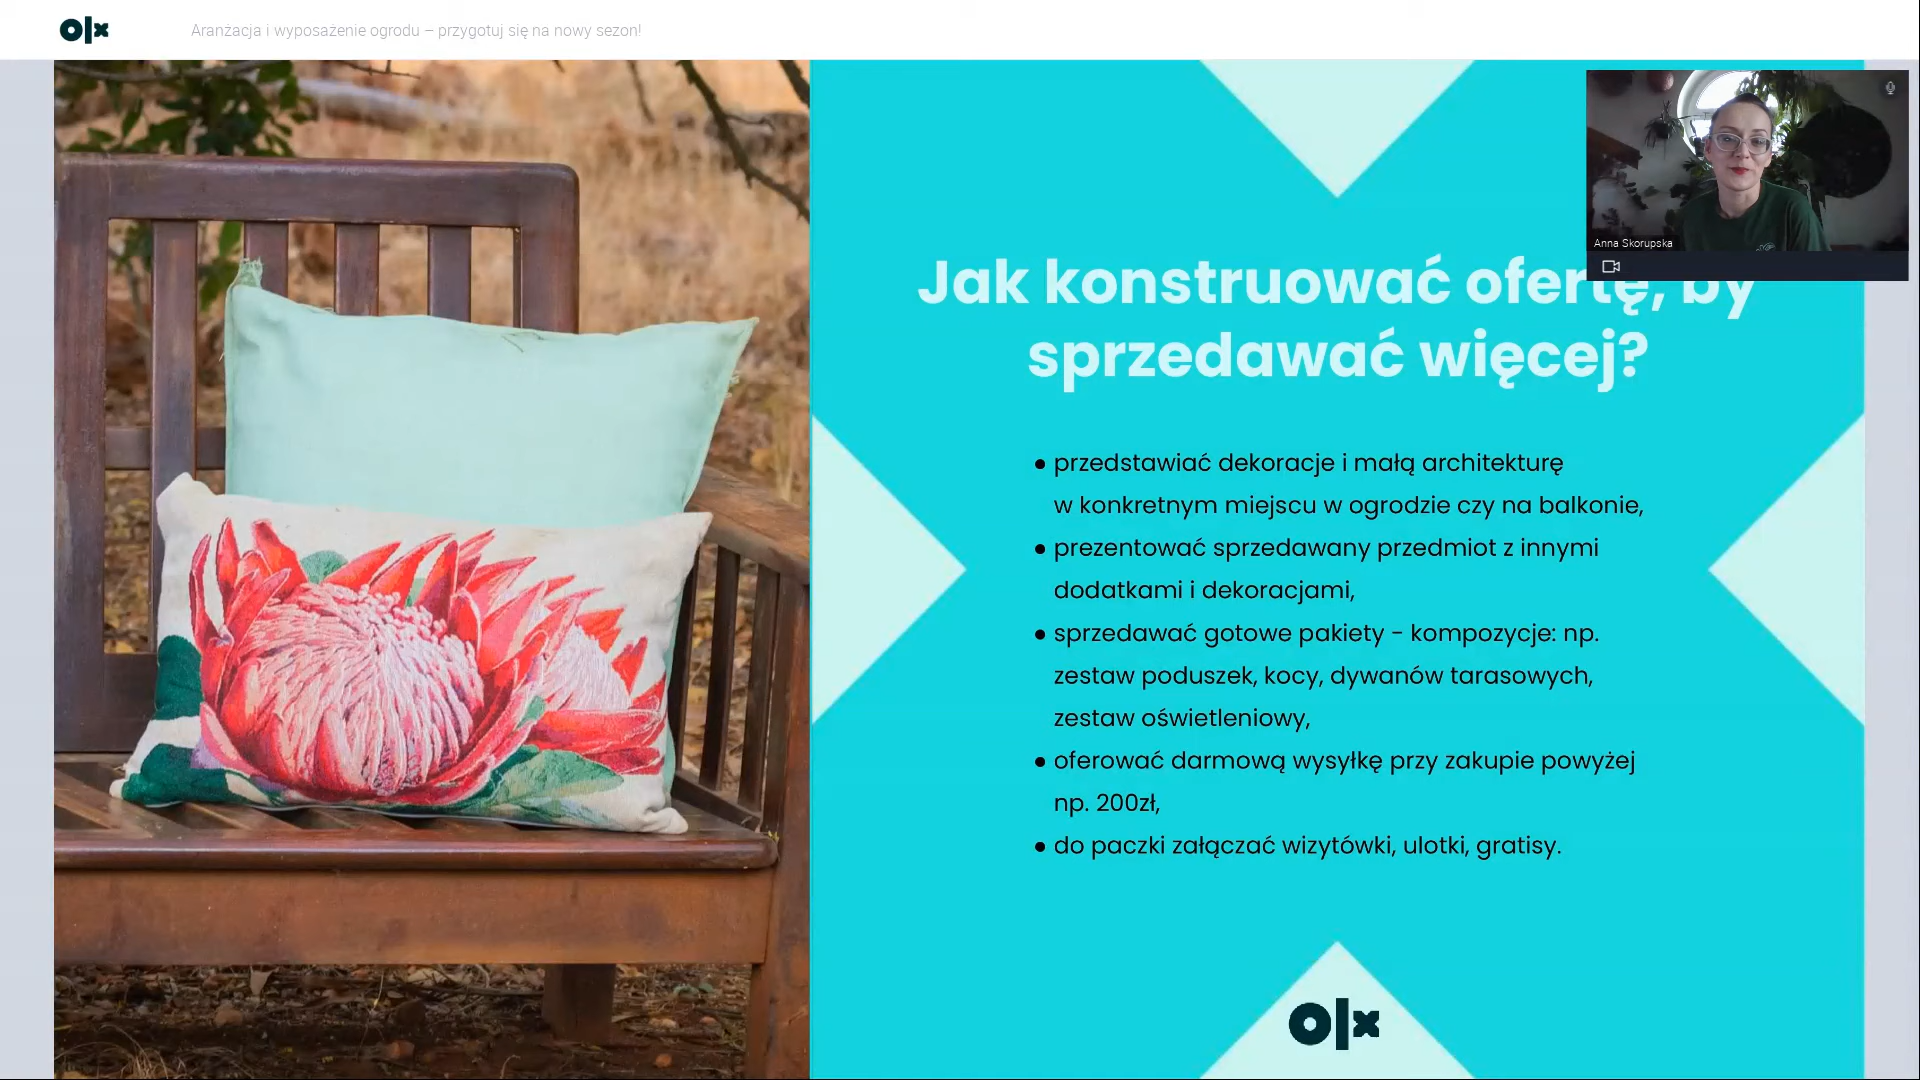 olx
Aranżacja i wyposażenie ogrodu – przygotuj się na nowy sezon!
Anna Skorupska
Jak konstruować ofertę, by
sprzedawać więcej?
● przedstawiać dekoracje i małą architekturę
w konkretnym miejscu w ogrodzie czy na balkonie,
● prezentować sprzedawany przedmiot z innymi
dodatkami i dekoracjami,
● sprzedawać gotowe pakiety - kompozycje: np.
zestaw poduszek, kocy, dywanów tarasowych,
zestaw oświetleniowy,
● oferować darmową wysyłkę przy zakupie powyżej
np. 200zł,
● do paczki załączać wizytówki, ulotki, gratisy.
olx